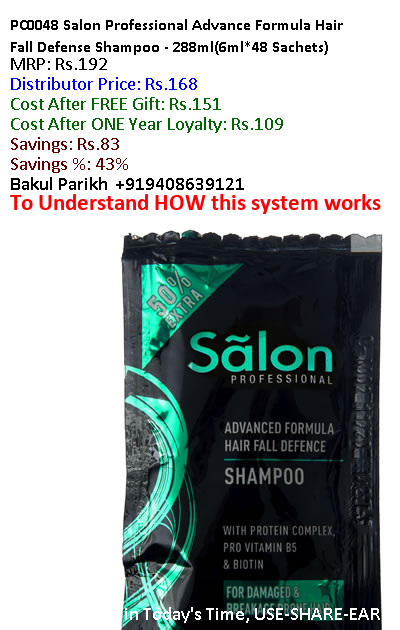 PC0048 Salon Professional Advance Formula Hair
Fall Defense Shampoo - 288ml(6ml*48 Sachets)
MRP: Rs.192
Distributor Price: Rs.168
Cost After FREE Gift: Rs.151
Cost After ONE Year Loyalty: Rs.109
Savings: Rs.83
Savings %: 43%
Bakul Parikh +919408639121
To Understand HOW this system works
50%
EXTRA
Sãlon
PROFESSIONAL
ADVANCED FORMULA
HAIR FALL DEFENCE
SHAMPOO
WITH PROTEIN COMPLEX,
PRO VITAMIN B5
& BIOTIN
FOR DAMAGED &
in Today's Time, USE-SHARE-EAR